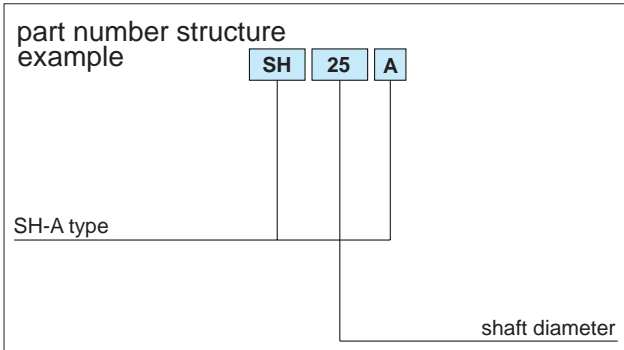 part number structure
example
SH 25 A
SH-A type
shaft diameter